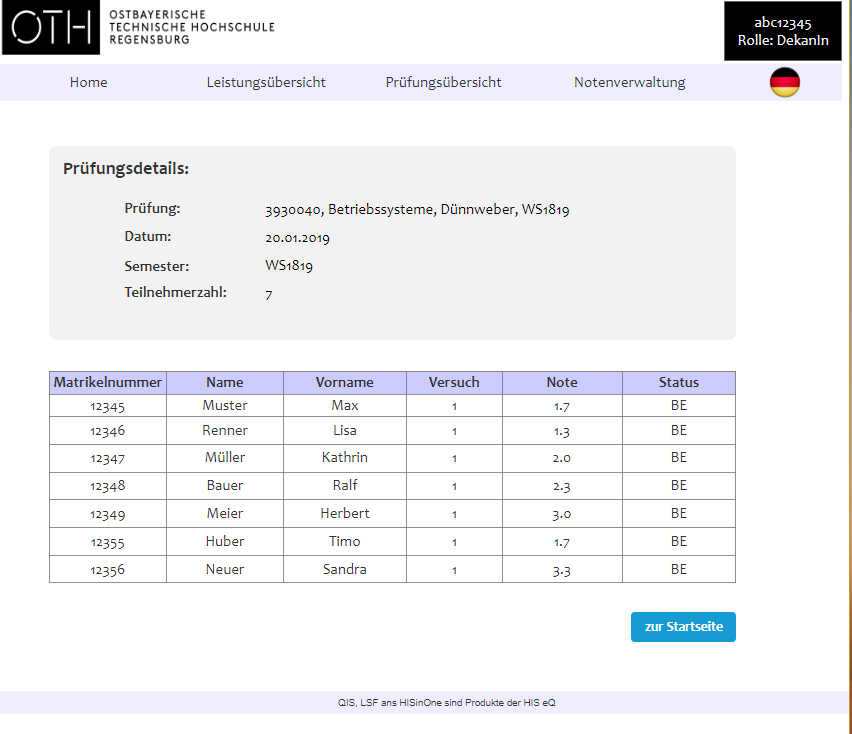 OTH
OSTBAYERISCHE
TECHNISCHE HOCHSCHULE
REGENSBURG
abc12345
Rolle: DekanIn
Home Leistungsübersicht Prüfungsübersicht Notenverwaltung
Prüfungsdetails:
Prüfung: 3930040, Betriebssysteme, Dünnweber, WS1819
Datum: 20.01.2019
Semester: WS1819
Teilnehmerzahl: 7
Matrikelnummer Name Vorname Versuch Note Status
12345 Muster Max 1 1.7 BE
12346 Renner Lisa 1 1.3 BE
12347 Müller Kathrin 1 2.0 BE
12348 Bauer Ralf 1 2.3 BE
12349 Meier Herbert 1 3.0 BE
12355 Huber Timo 1 1.7 BE
12356 Neuer Sandra 1 3.3 BE
zur Startseite
QIS, LSF ans HISinOne sind Produkte der HIS eQ